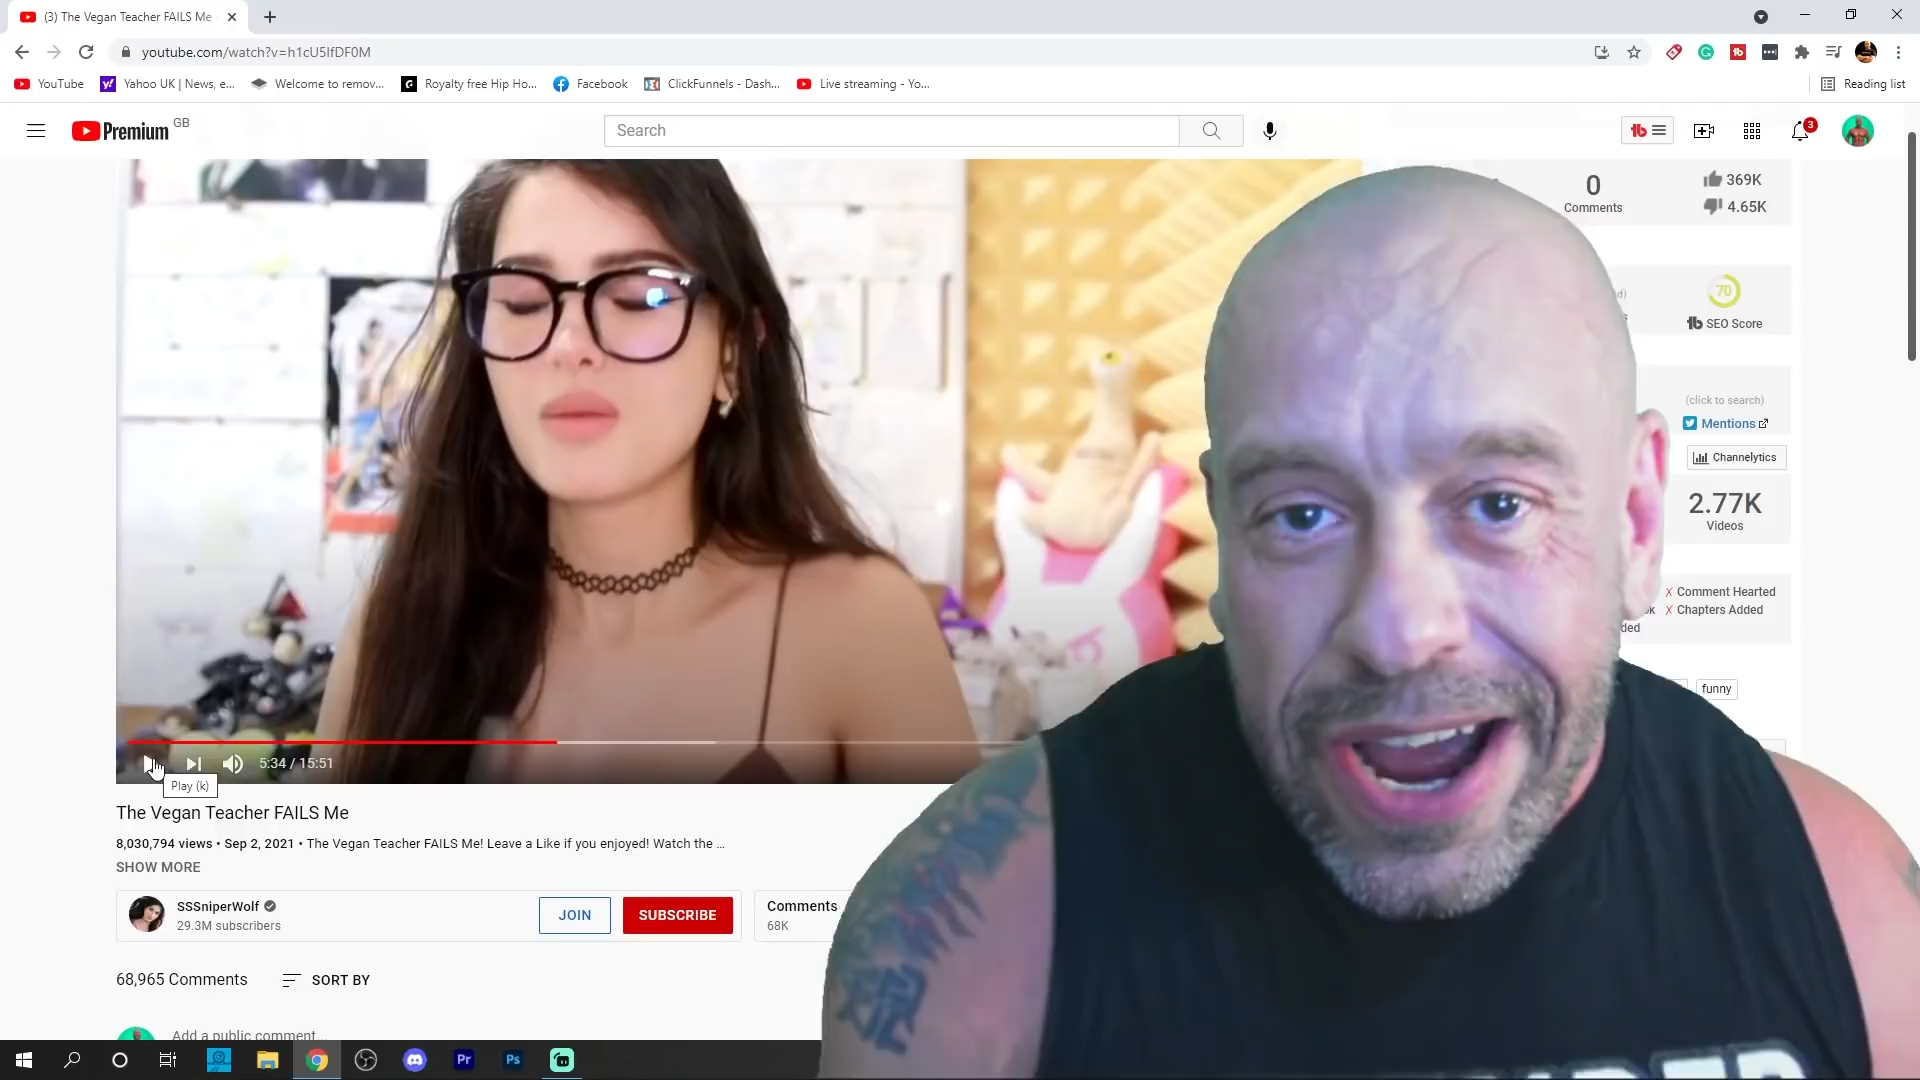 (3) The Vegan Teacher FAILS Me
youtube.com/watch?v=h1cU5IfDF0M
YouTube
Yahoo UK | News, e...
Welcome to remov...
Royalty free Hip Ho...
Facebook
ClickFunnels - Dash...
Live streaming - Yo...
Reading list
Premium GB
Search
3
0
Comments
369K
4.65K
70
SEO Score
(click to search)
Mentions
Channelytics
2.77K
Videos
X Comment Hearted
X Chapters Added
funny
5:34 / 15:51
Play (k)
The Vegan Teacher FAILS Me
8,030,794 views • Sep 2, 2021 • The Vegan Teacher FAILS Me! Leave a Like if you enjoyed! Watch the ...
SHOW MORE
SSSniperWolf
29.3M subscribers
JOIN
SUBSCRIBE
Comments
68K
68,965 Comments
SORT BY
Add a public comment...
Pr
Ps